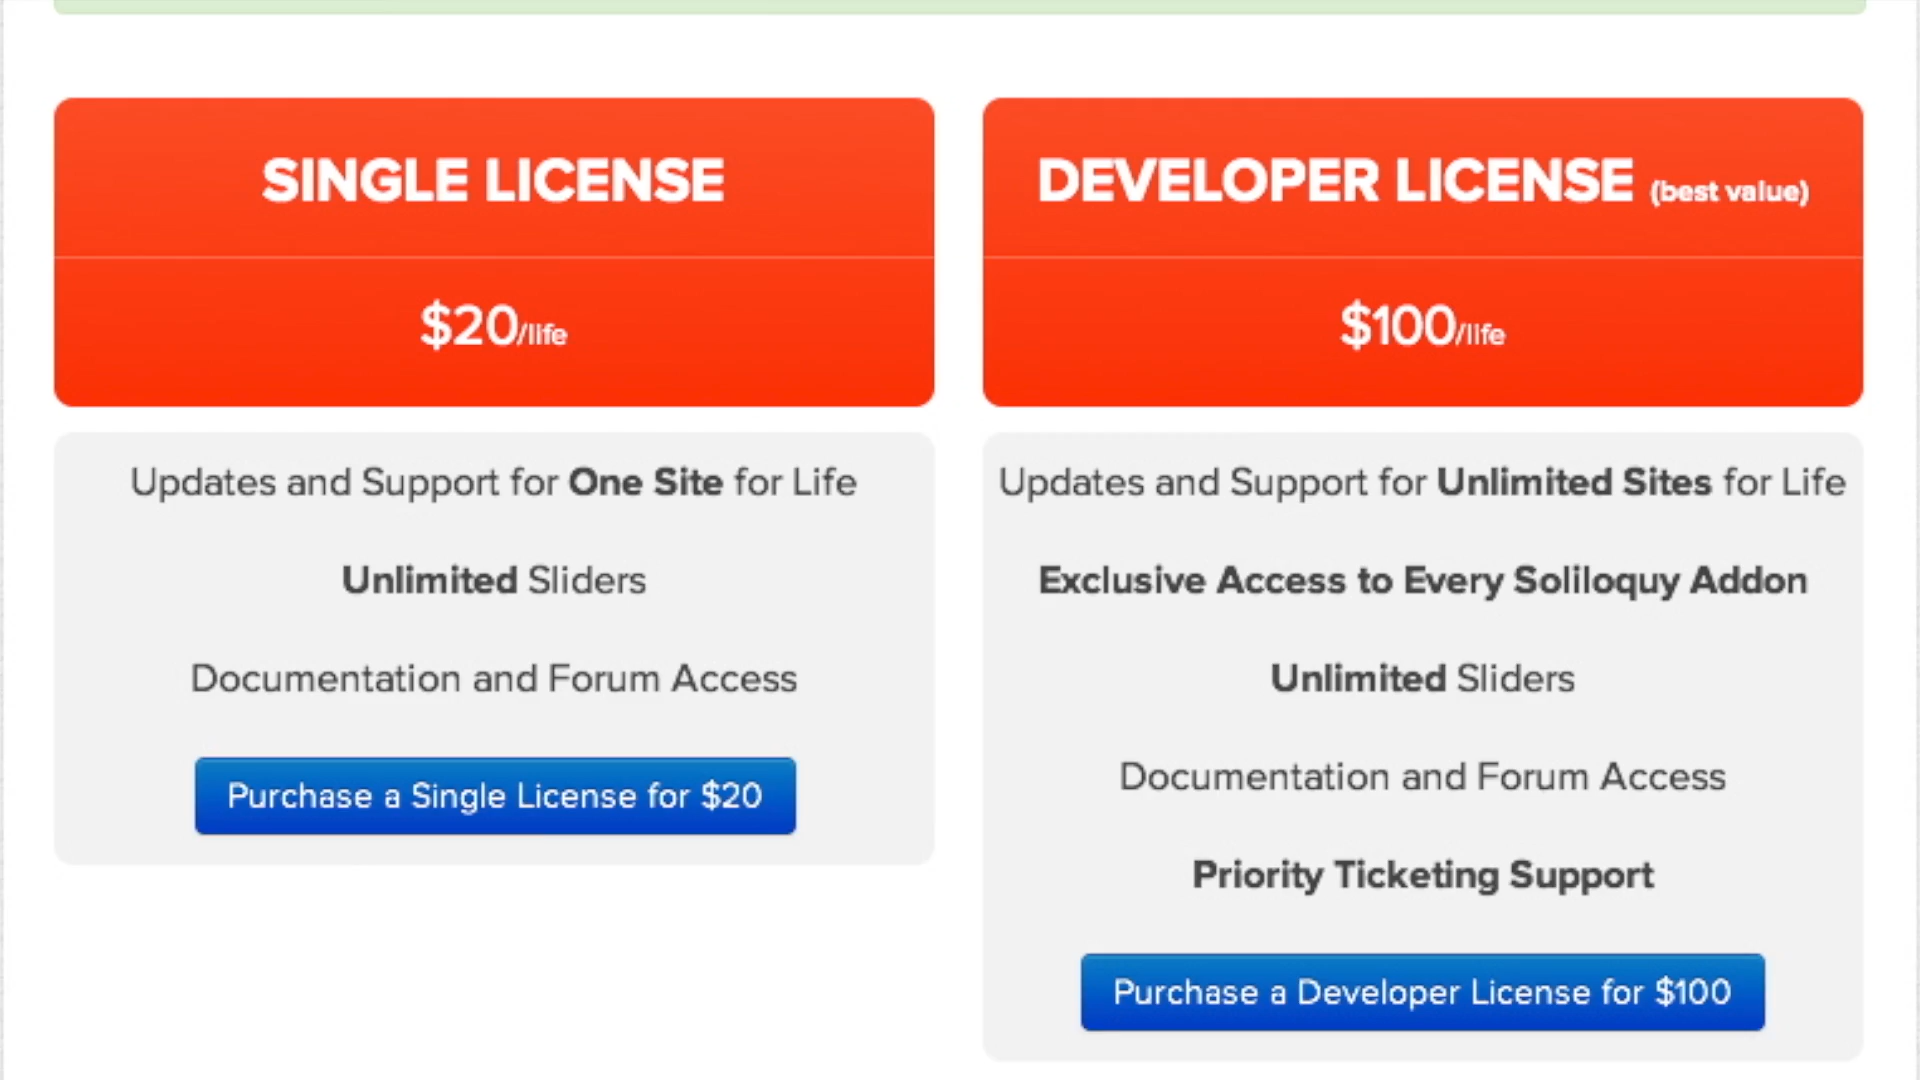 SINGLE LICENSE
$20/life
Updates and Support for One Site for Life
Unlimited Sliders
Documentation and Forum Access
Purchase a Single License for $20
DEVELOPER LICENSE (best value)
$100/life
Updates and Support for Unlimited Sites for Life
Exclusive Access to Every Soliloquy Addon
Unlimited Sliders
Documentation and Forum Access
Priority Ticketing Support
Purchase a Developer License for $100